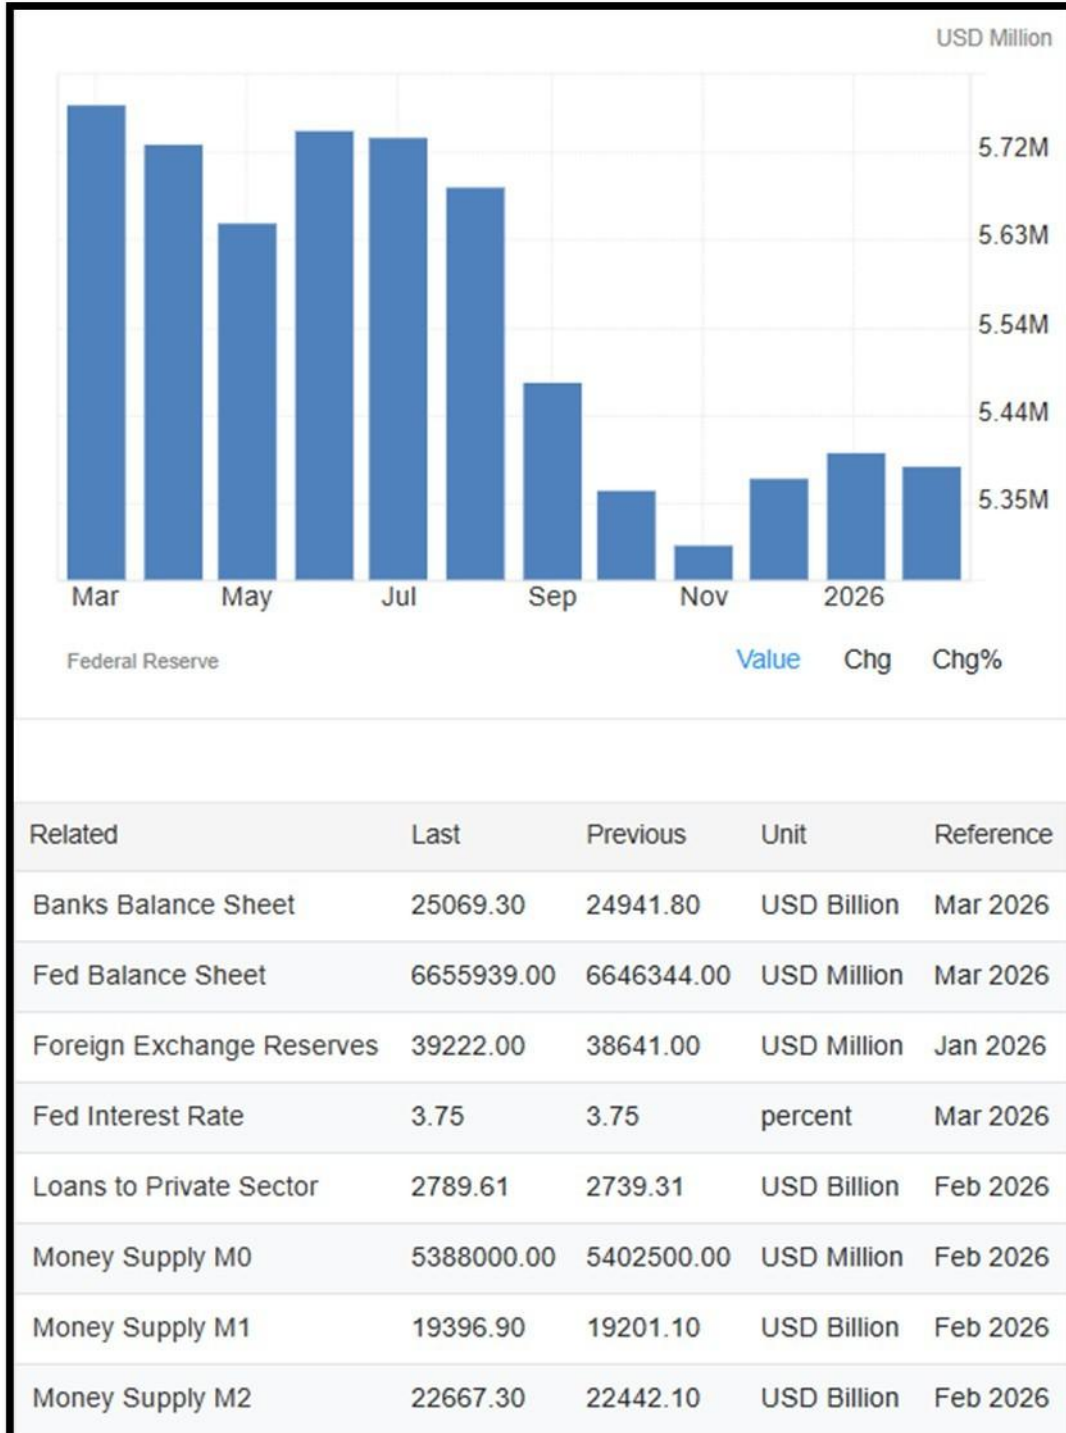 USD Million
5.72M
5.63M
5.54M
5.44M
5.35M
Mar May Jul Sep Nov 2026
Federal Reserve Value Chg Chg%
Related Last Previous Unit Reference
Banks Balance Sheet 25069.30 24941.80 USD Billion Mar 2026
Fed Balance Sheet 6655939.00 6646344.00 USD Million Mar 2026
Foreign Exchange Reserves 39222.00 38641.00 USD Million Jan 2026
Fed Interest Rate 3.75 3.75 percent Mar 2026
Loans to Private Sector 2789.61 2739.31 USD Billion Feb 2026
Money Supply M0 5388000.00 5402500.00 USD Million Feb 2026
Money Supply M1 19396.90 19201.10 USD Billion Feb 2026
Money Supply M2 22667.30 22442.10 USD Billion Feb 2026